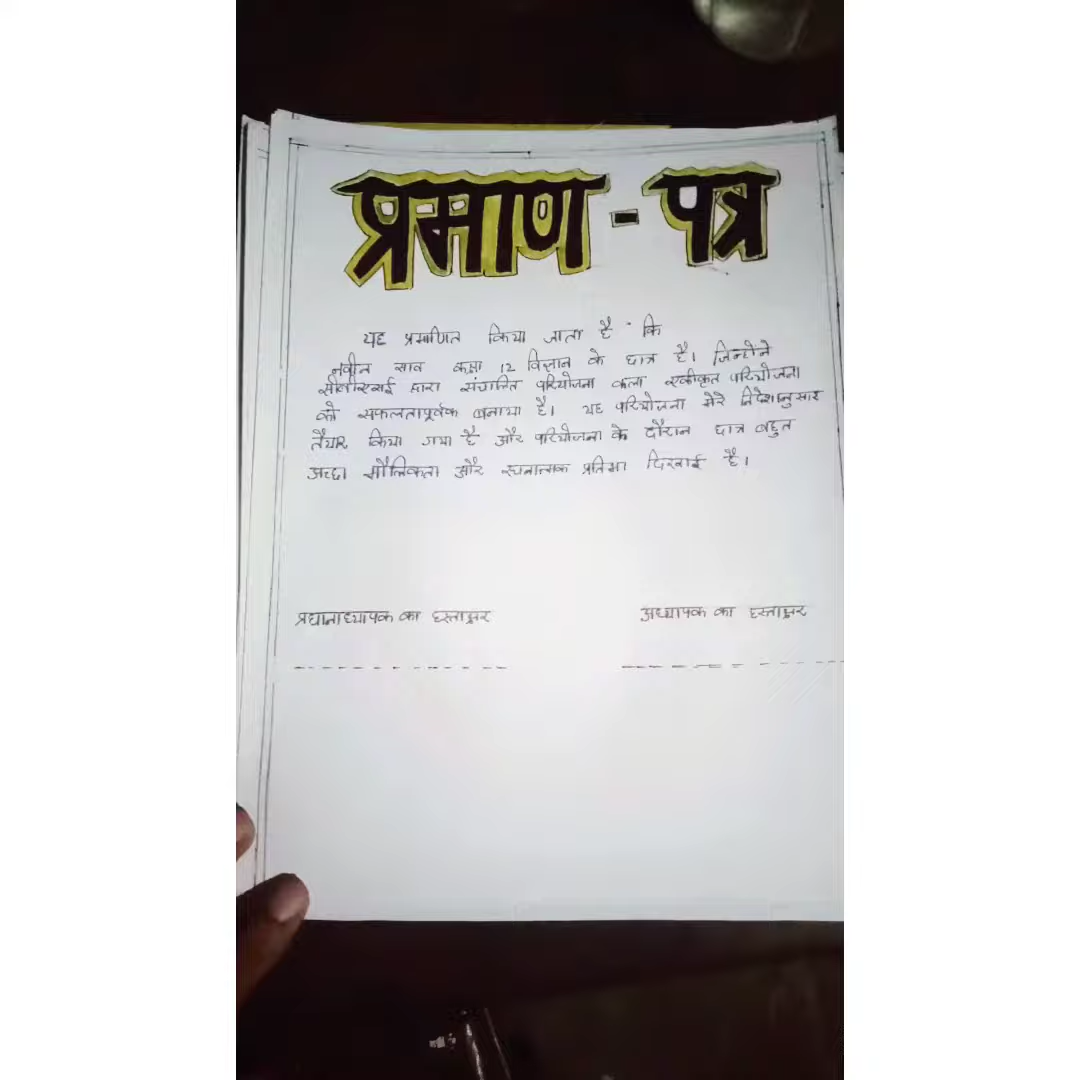 प्रमाण - पत्र
यह प्रमाणित किया जाता है कि
नवीन साव कक्षा 12 विज्ञान के छात्र है। जिन्होने
सीबीएसई द्वारा संचालित परियोजना कला एकीकृत परियोजना
को सफलतापूर्वक बनाया है। यह परियोजना मेरे निर्देशानुसार
तैयार किया गया है और परियोजना के दौरान छात्र बहुत
अच्छा मौलिकता और रचनात्मक प्रतिभा दिखाई है।
प्रधानाध्यापक का हस्ताक्षर
अध्यापक का हस्ताक्षर